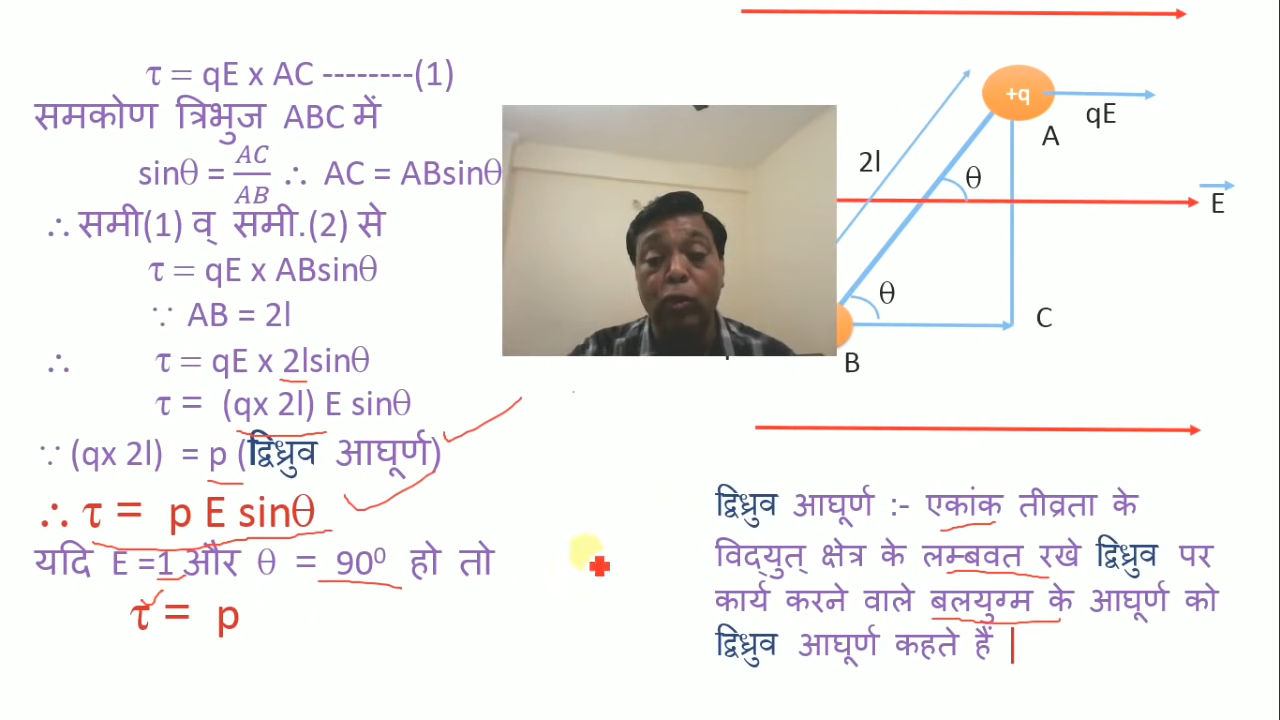 τ = qE x AC --------(1)
समकोण त्रिभुज ABC में
sinθ = AC/AB ∴ AC = ABsinθ
∴ समी(1) व् समी.(2) से
τ = qE x ABsinθ
∵ AB = 2l
∴ τ = qE x 2lsinθ
τ = (qx 2l) E sinθ
∵ (qx 2l) = p (द्विध्रुव आघूर्ण)
∴ τ = p E sinθ
यदि E =1 और θ = 90⁰ हो तो
τ = p
+q
qE
A
2l
θ
E
θ
C
B
द्विध्रुव आघूर्ण :- एकांक तीव्रता के
विद्युत् क्षेत्र के लम्बवत रखे द्विध्रुव पर
कार्य करने वाले बलयुग्म के आघूर्ण को
द्विध्रुव आघूर्ण कहते हैं |